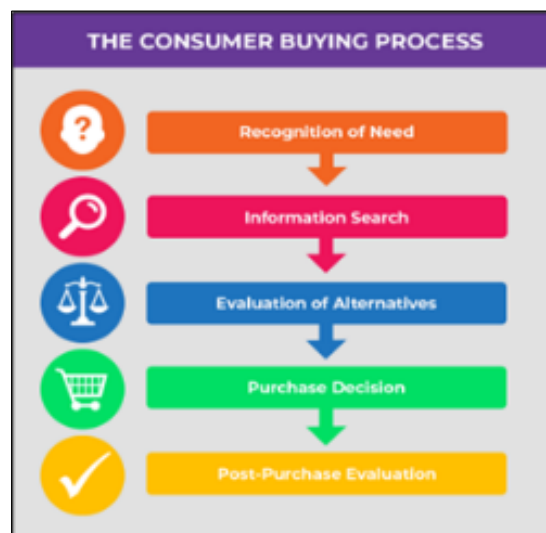 THE CONSUMER BUYING PROCESS
?
Recognition of Need
Information Search
Evaluation of Alternatives
Purchase Decision
Post-Purchase Evaluation